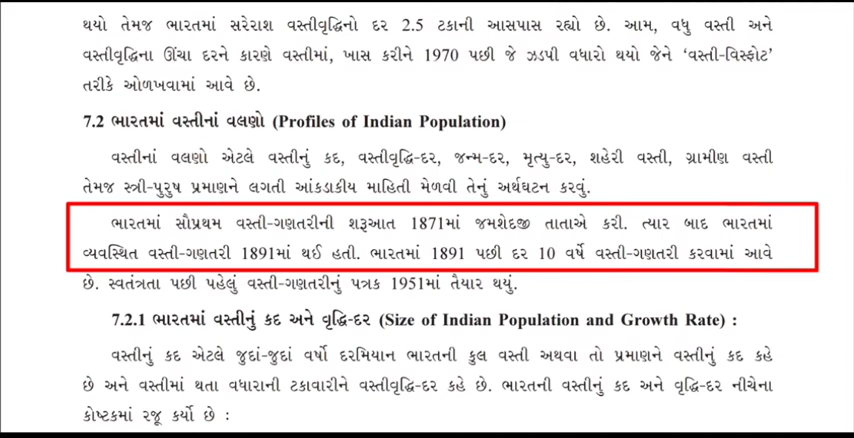 થયો તેમજ ભારતમાં સરેરાશ વસ્તીવૃદ્ધિનો દર 2.5 ટકાની આસપાસ રહ્યો છે. આમ, વધુ વસ્તી અને
વસ્તીવૃદ્ધિના ઊંચા દરને કારણે વસ્તીમાં, ખાસ કરીને 1970 પછી જે ઝડપી વધારો થયો જેને ‘વસ્તી-વિસ્ફોટ’
તરીકે ઓળખવામાં આવે છે.
7.2 ભારતમાં વસ્તીનાં વલણો (Profiles of Indian Population)
વસ્તીનાં વલણો એટલે વસ્તીનું કદ, વસ્તીવૃદ્ધિ-દર, જન્મ-દર, મૃત્યુ-દર, શહેરી વસ્તી, ગ્રામીણ વસ્તી
તેમજ સ્ત્રી-પુરુષ પ્રમાણને લગતી આંકડાકીય માહિતી મેળવી તેનું અર્થઘટન કરવું.
ભારતમાં સૌપ્રથમ વસ્તી-ગણતરીની શરૂઆત 1871માં જમશેદજી તાતાએ કરી. ત્યાર બાદ ભારતમાં
વ્યવસ્થિત વસ્તી-ગણતરી 1891માં થઈ હતી. ભારતમાં 1891 પછી દર 10 વર્ષે વસ્તી-ગણતરી કરવામાં આવે
છે. સ્વતંત્રતા પછી પહેલું વસ્તી-ગણતરીનું પત્રક 1951માં તૈયાર થયું.
7.2.1 ભારતમાં વસ્તીનું કદ અને વૃદ્ધિ-દર (Size of Indian Population and Growth Rate) :
વસ્તીનું કદ એટલે જુદાં-જુદાં વર્ષો દરમિયાન ભારતની કુલ વસ્તી અથવા તો પ્રમાણને વસ્તીનું કદ કહે
છે અને વસ્તીમાં થતા વધારાની ટકાવારીને વસ્તીવૃદ્ધિ-દર કહે છે. ભારતની વસ્તીનું કદ અને વૃદ્ધિ-દર નીચેના
કોષ્ટકમાં રજૂ કર્યો છે :